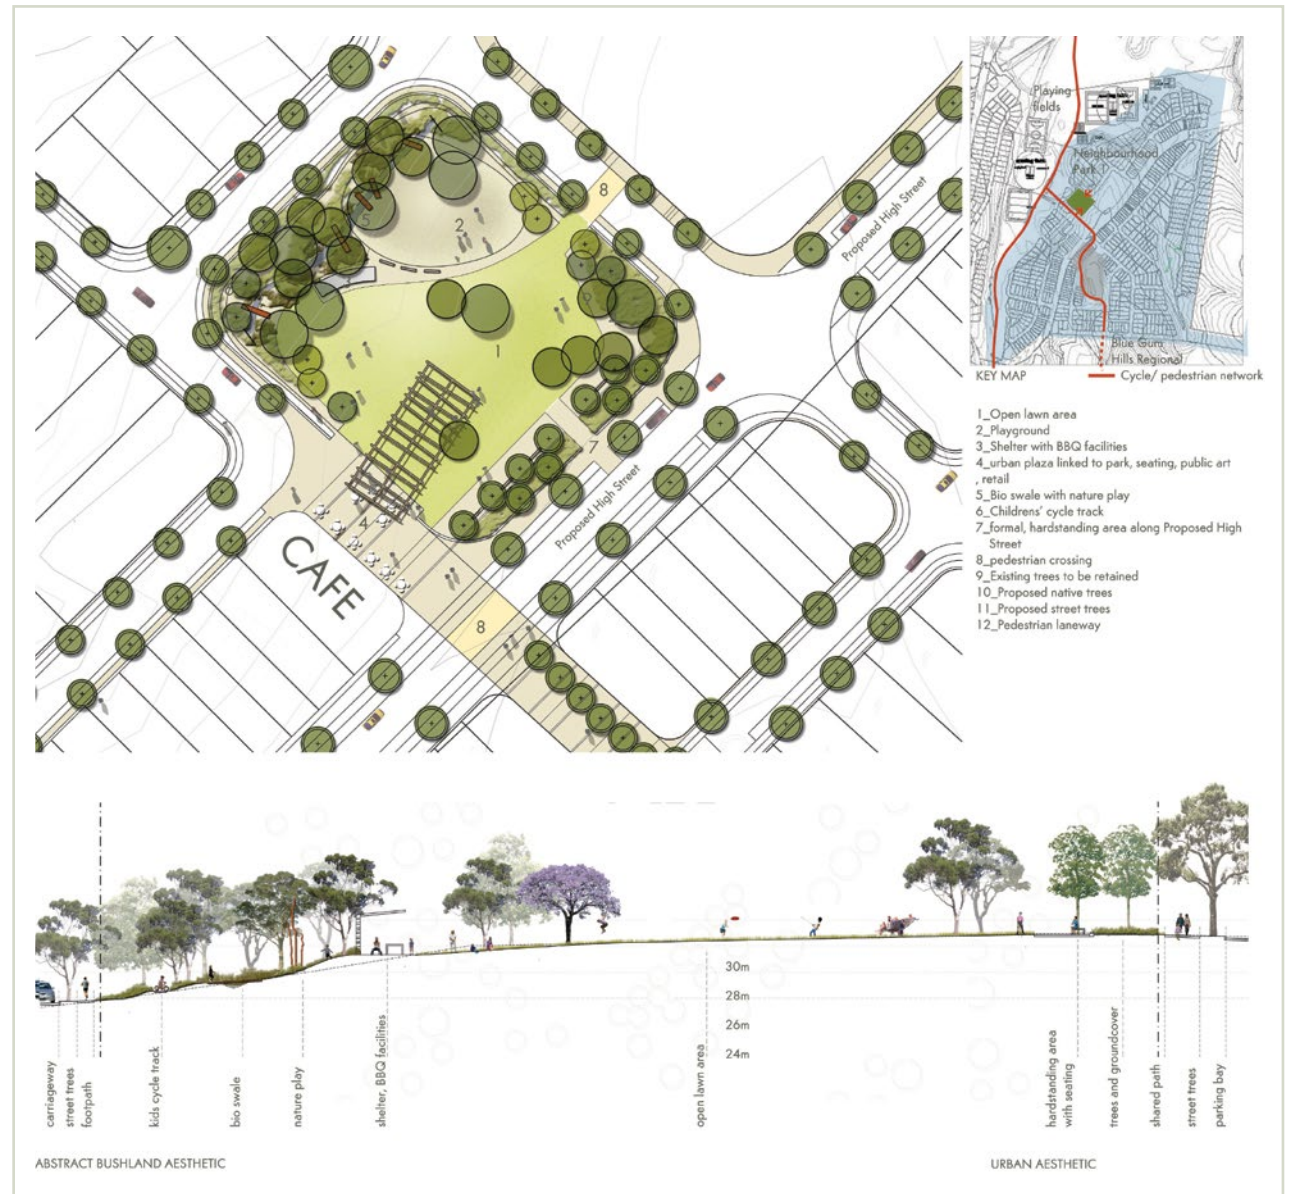 8
5
2
Proposed High Street
1
9
7
Proposed High Street
4
CAFE
8
Playing
fields
Neighbourhood
Park 1
Blue Gum
Hills Regional
KEY MAP
Cycle/ pedestrian network
1_Open lawn area
2_Playground
3_Shelter with BBQ facilities
4_urban plaza linked to park, seating, public art
, retail
5_Bio swale with nature play
6_Childrens' cycle track
7_formal, hardstanding area along Proposed High
Street
8_pedestrian crossing
9_Existing trees to be retained
10_Proposed native trees
11_Proposed street trees
12_Pedestrian laneway
30m
28m
26m
24m
carriageway
street trees
footpath
kids cycle track
bio swale
nature play
shelter, BBQ facilities
open lawn area
hardstanding area
with seating
trees and groundcover
shared path
street trees
parking bay
ABSTRACT BUSHLAND AESTHETIC
URBAN AESTHETIC